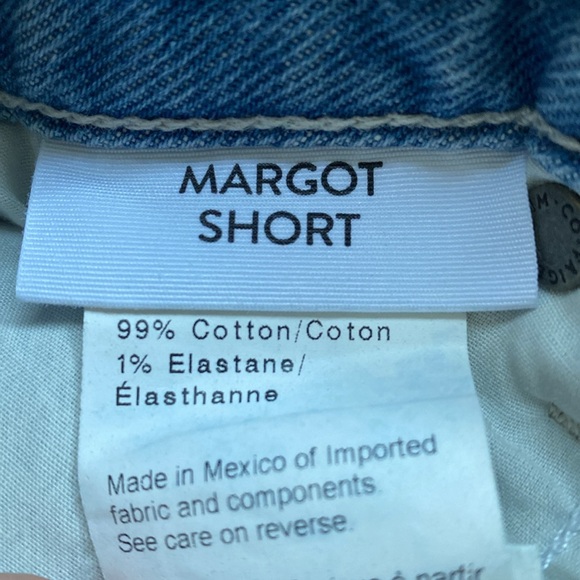 MARGOT
SHORT
99% Cotton/Coton
1% Elastane/
Élasthanne
Made in Mexico of Imported
fabric and components.
See care on reverse.
à partir